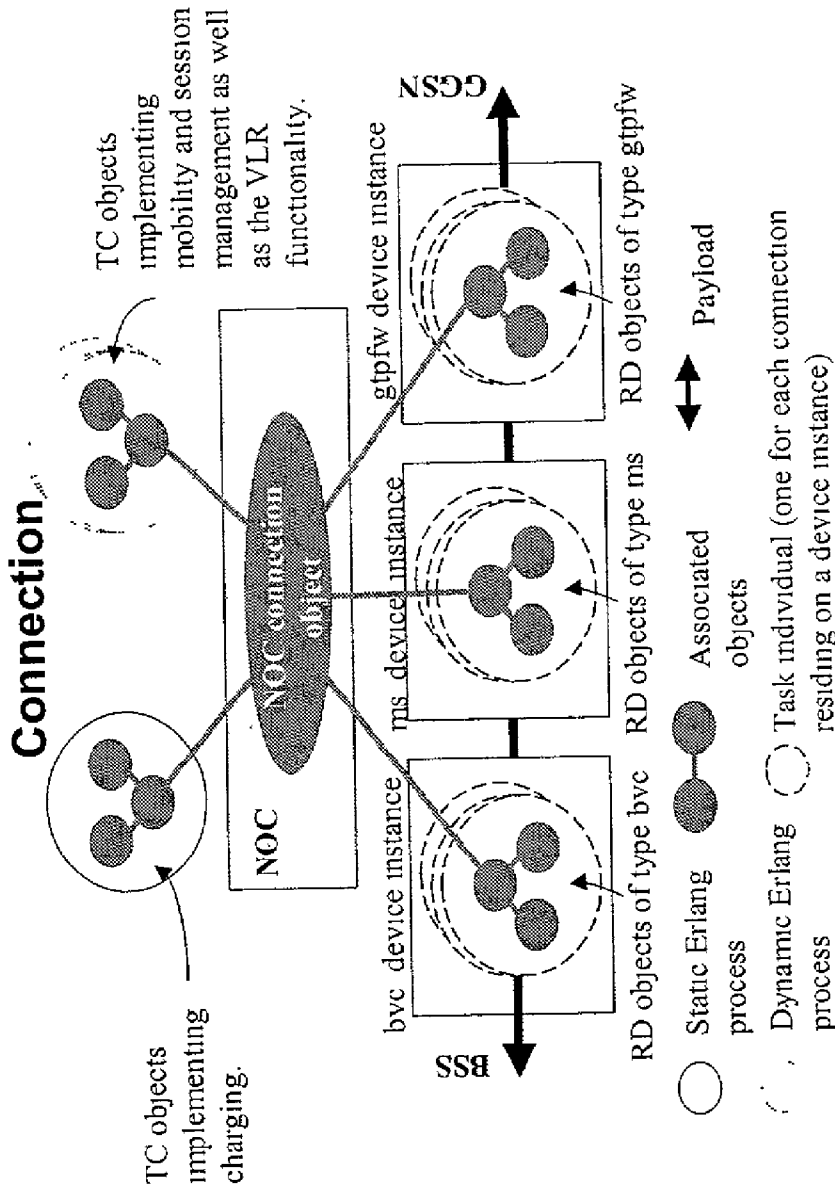 Connection
TC objects
implementing
charging.
TC objects
implementing
mobility and session
management as well
as the VLR
functionality.
NOC
NOC connection
object
bvc device instance
ms device instance
gtpfw device instance
BSS
GGSN
RD objects of type bvc
RD objects of type ms
RD objects of type gtpfw
Static Erlang
process
Associated
objects
Payload
Dynamic Erlang
process
Task individual (one for each connection
residing on a device instance)